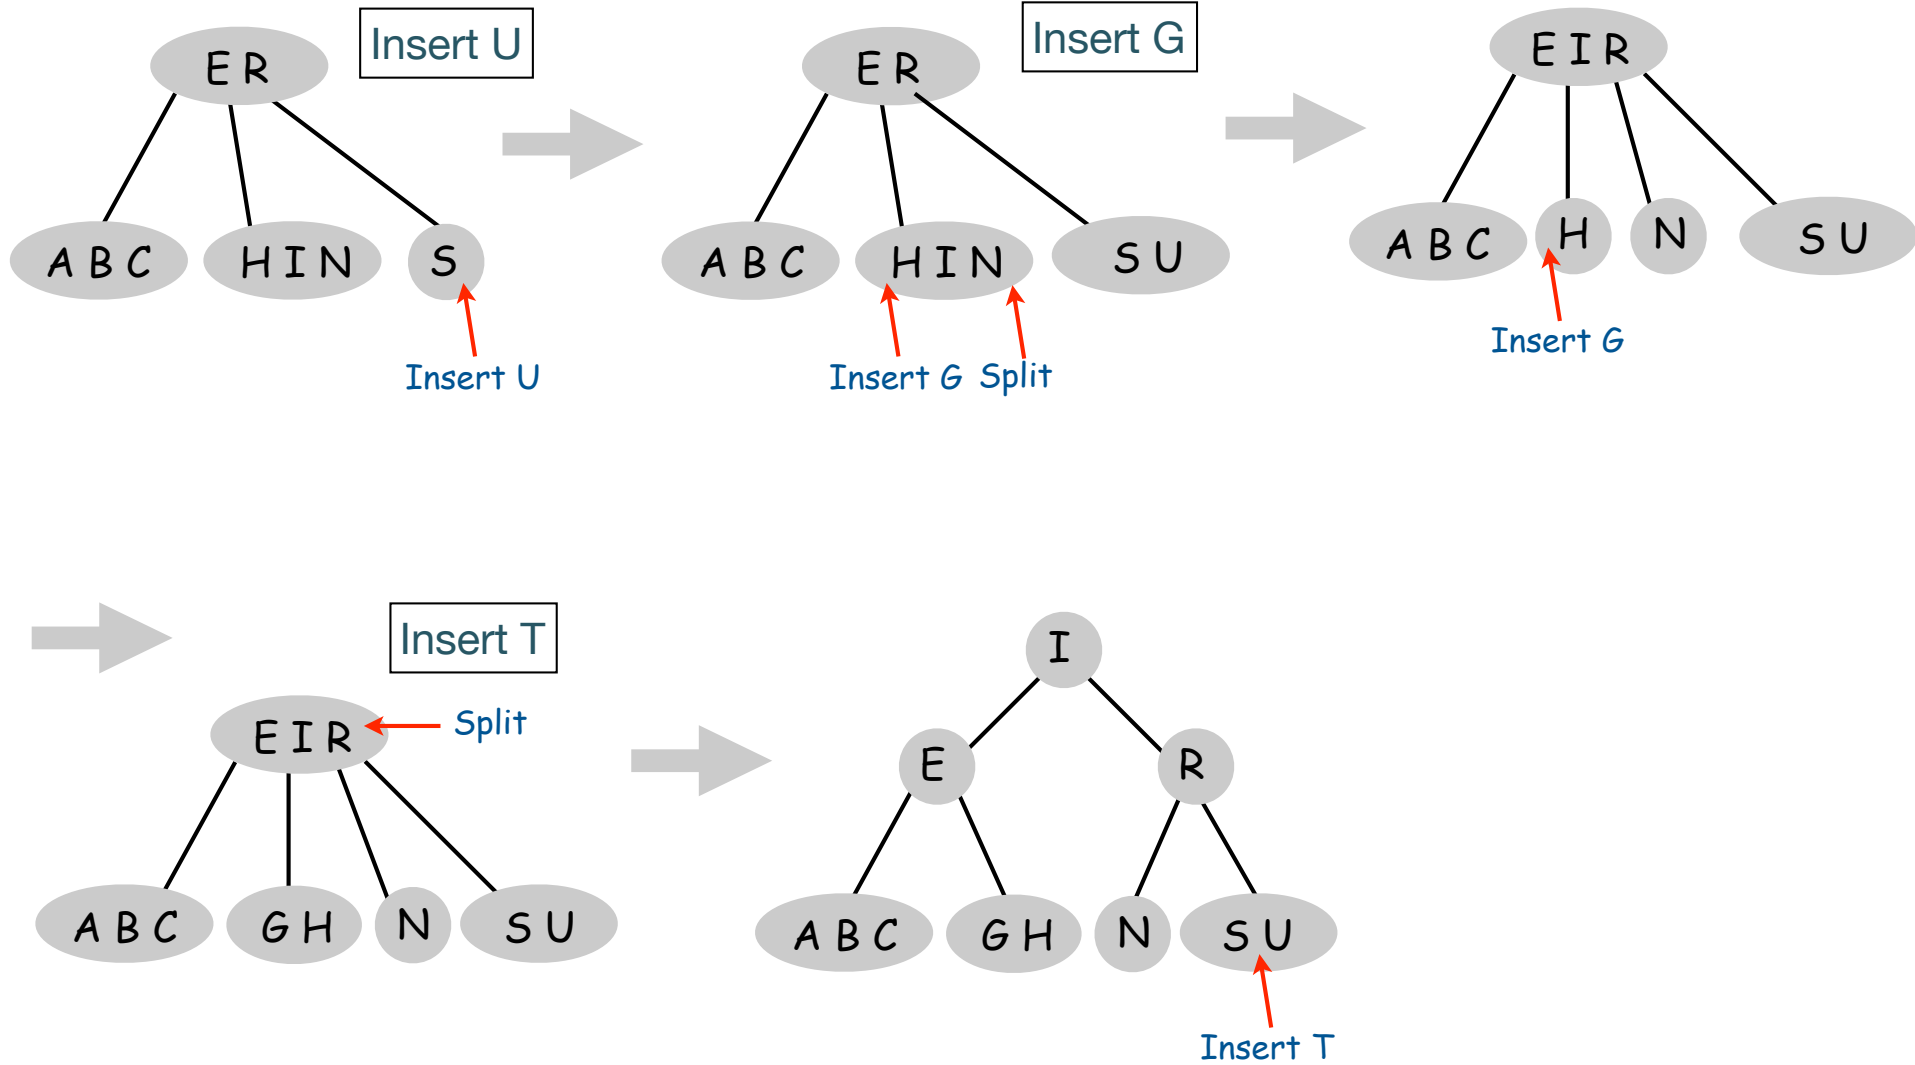 E R
Insert U
A B C
H I N
S
Insert U
E R
Insert G
A B C
H I N
S U
Insert G
Split
E I R
A B C
H
N
S U
Insert G
Insert T
E I R
Split
A B C
G H
N
S U
I
E
R
A B C
G H
N
S U
Insert T